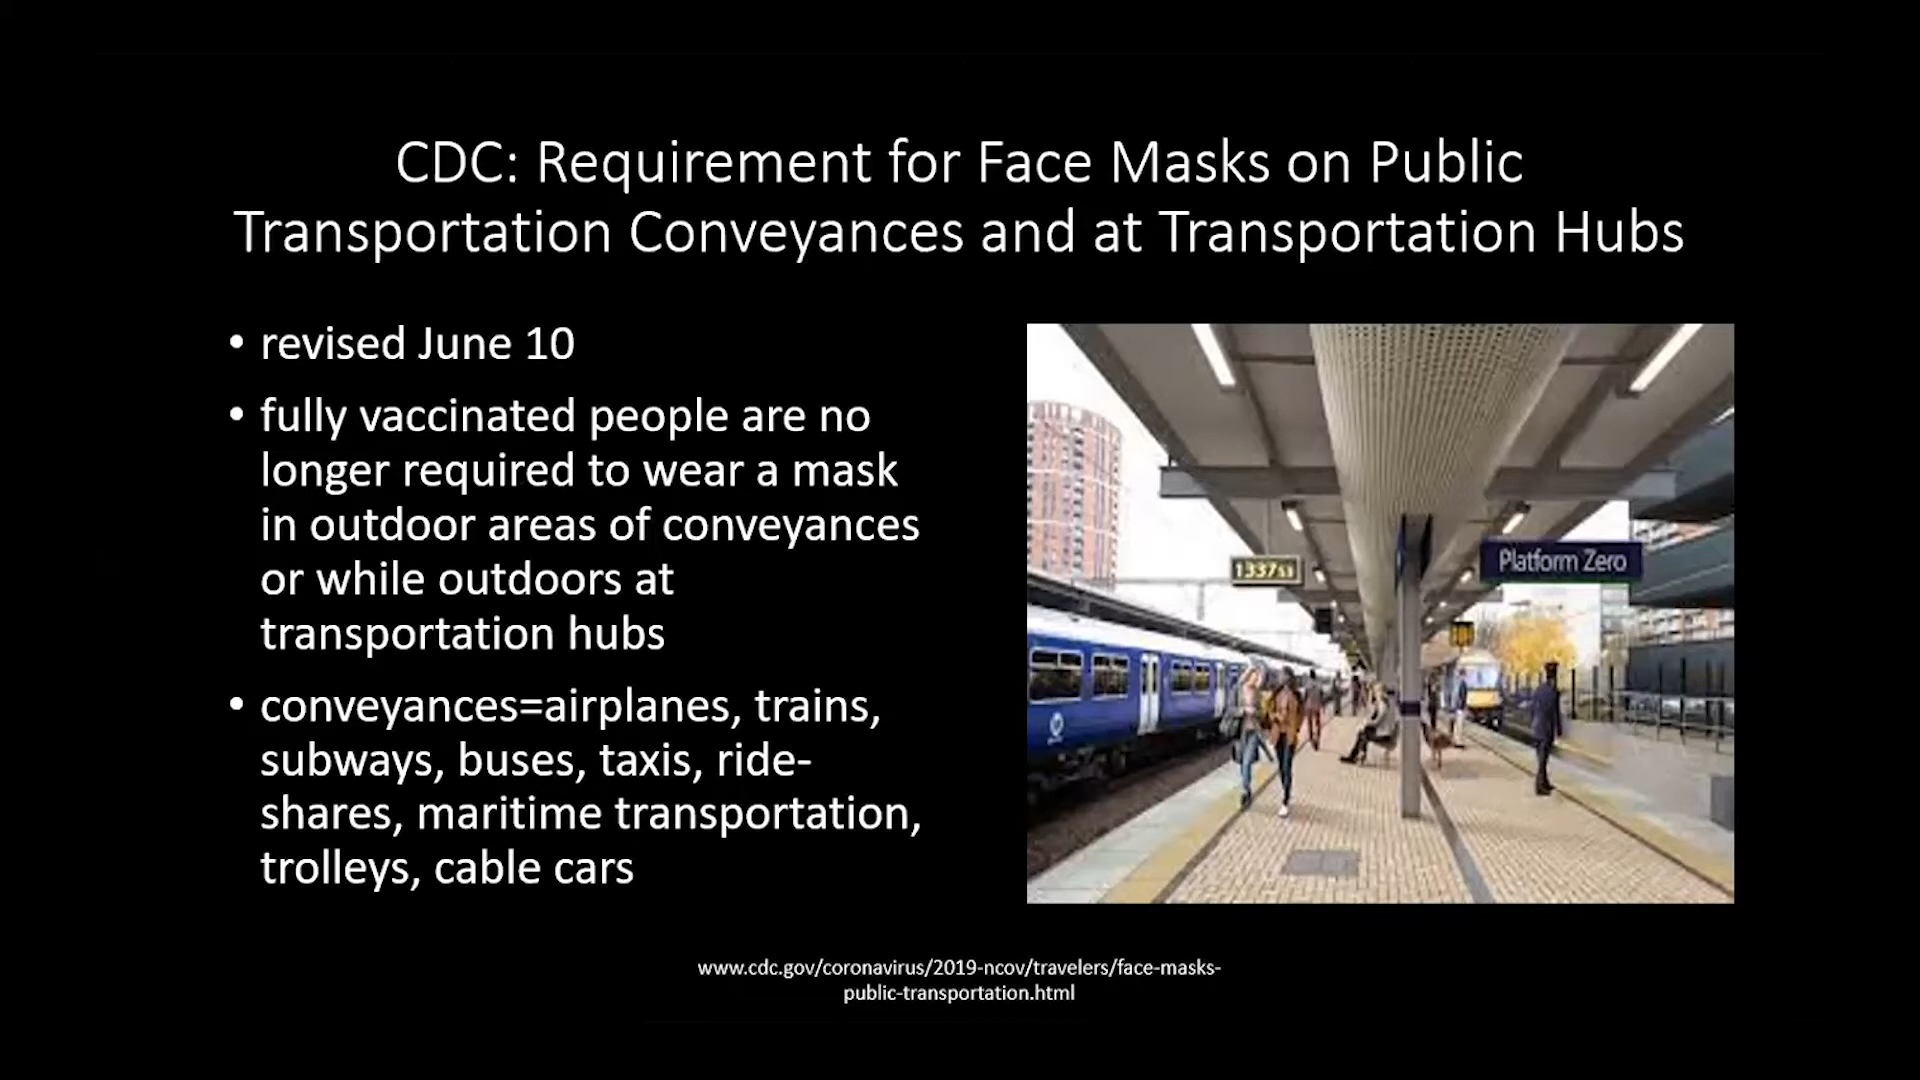 CDC: Requirement for Face Masks on Public
Transportation Conveyances and at Transportation Hubs
• revised June 10
• fully vaccinated people are no
longer required to wear a mask
in outdoor areas of conveyances
or while outdoors at
transportation hubs
• conveyances=airplanes, trains,
subways, buses, taxis, ride-
shares, maritime transportation,
trolleys, cable cars
Platform Zero
www.cdc.gov/coronavirus/2019-ncov/travelers/face-masks-
public-transportation.html